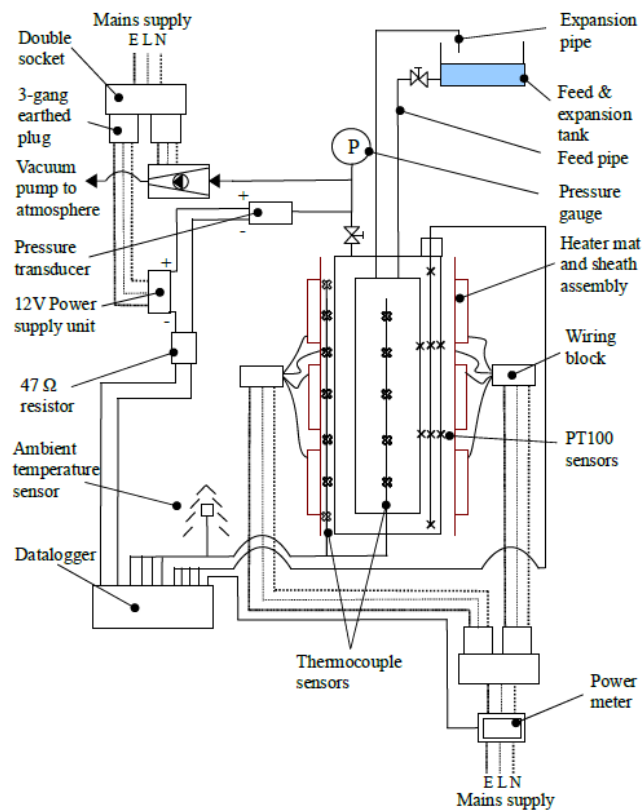 Mains supply
E L N
Double
socket
3-gang
earthed
plug
Vacuum
pump to
atmosphere
+
-
Pressure
transducer
+
12V Power
supply unit
-
47 Ω
resistor
Ambient
temperature
sensor
Datalogger
P
Expansion
pipe
Feed &
expansion
tank
Feed pipe
Pressure
gauge
Heater mat
and sheath
assembly
Wiring
block
PT100
sensors
Thermocouple
sensors
Power
meter
E L N
Mains supply